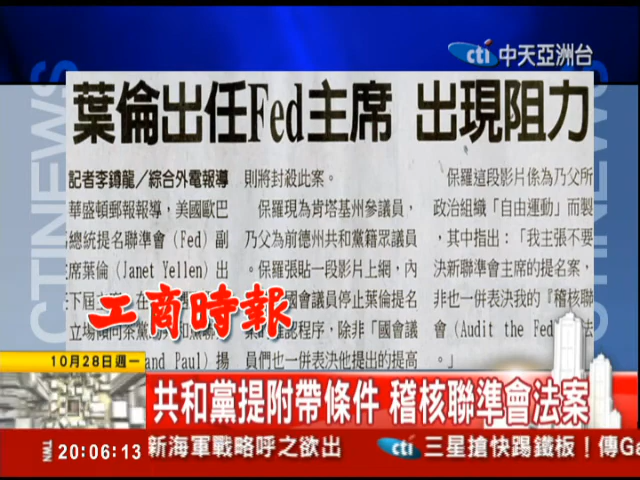 cti 中天亞洲台
CTINEWS
葉倫出任Fed主席 出現阻力
記者李鐏龍／綜合外電報導
華盛頓郵報報導，美國歐巴
總統提名聯準會（Fed）副
席葉倫（Janet Yellen）出
and Paul）揚
則將封殺此案。
保羅現為肯塔基州參議員，
乃父為前德州共和黨籍眾議員
。保羅張貼一段影片上網，內
國會議員停止葉倫提名
程序，除非「國會議
員們也一併表決他提出的提高
保羅這段影片係為乃父所
政治組織「自由運動」而製
，其中指出：「我主張不要
決新聯準會主席的提名案，
非也一併表決我的『稽核聯
會（Audit the Fed
。」
工商時報
10月28日週一
共和黨提附帶條件 稽核聯準會法案
TWN 20:06:13 新海軍戰略呼之欲出 cti 三星搶快踢鐵板！傳Ga